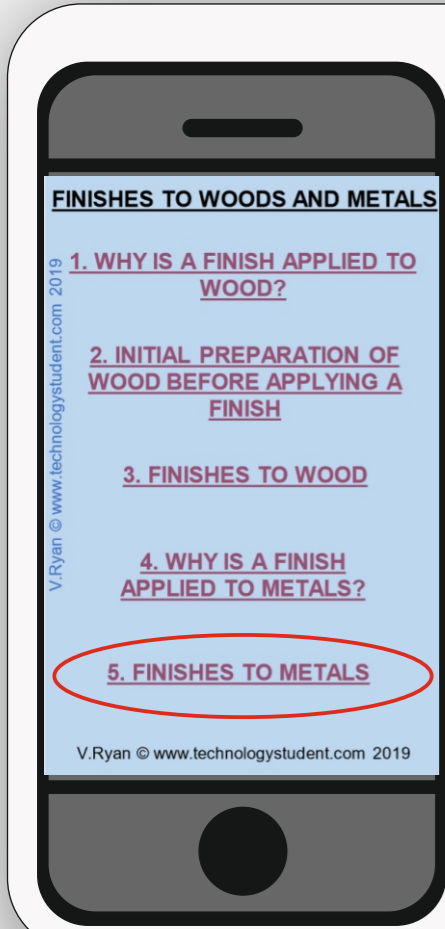 FINISHES TO WOODS AND METALS
1. WHY IS A FINISH APPLIED TO
WOOD?
2. INITIAL PREPARATION OF
WOOD BEFORE APPLYING A
FINISH
3. FINISHES TO WOOD
4. WHY IS A FINISH
APPLIED TO METALS?
5. FINISHES TO METALS
V.Ryan © www.technologystudent.com 2019
V.Ryan © www.technologystudent.com 2019